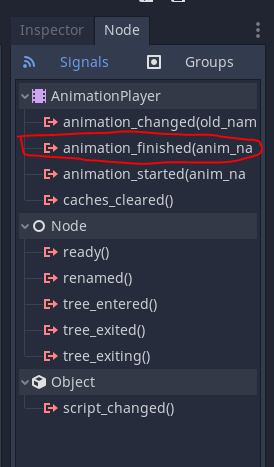 Inspector Node
Signals Groups
AnimationPlayer
animation_changed(old_nam
animation_finished(anim_na
animation_started(anim_na
caches_cleared()
Node
ready()
renamed()
tree_entered()
tree_exited()
tree_exiting()
Object
script_changed()